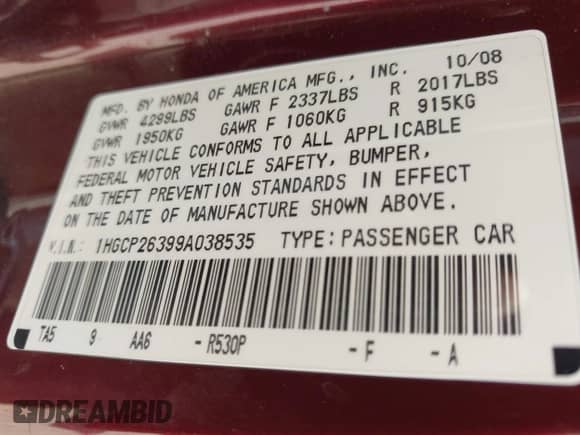 MFD. BY HONDA OF AMERICA MFG., INC. 10/08
GVWR 4299LBS GAWR F 2337LBS R 2017LBS
GVWR 1950KG GAWR F 1060KG R 915KG
THIS VEHICLE CONFORMS TO ALL APPLICABLE
FEDERAL MOTOR VEHICLE SAFETY, BUMPER,
AND THEFT PREVENTION STANDARDS IN EFFECT
ON THE DATE OF MANUFACTURE SHOWN ABOVE.
V.I.N.: 1HGCP26399A038535 TYPE: PASSENGER CAR
TA5 9 AA6 - R530P - F - A
DREAMBID